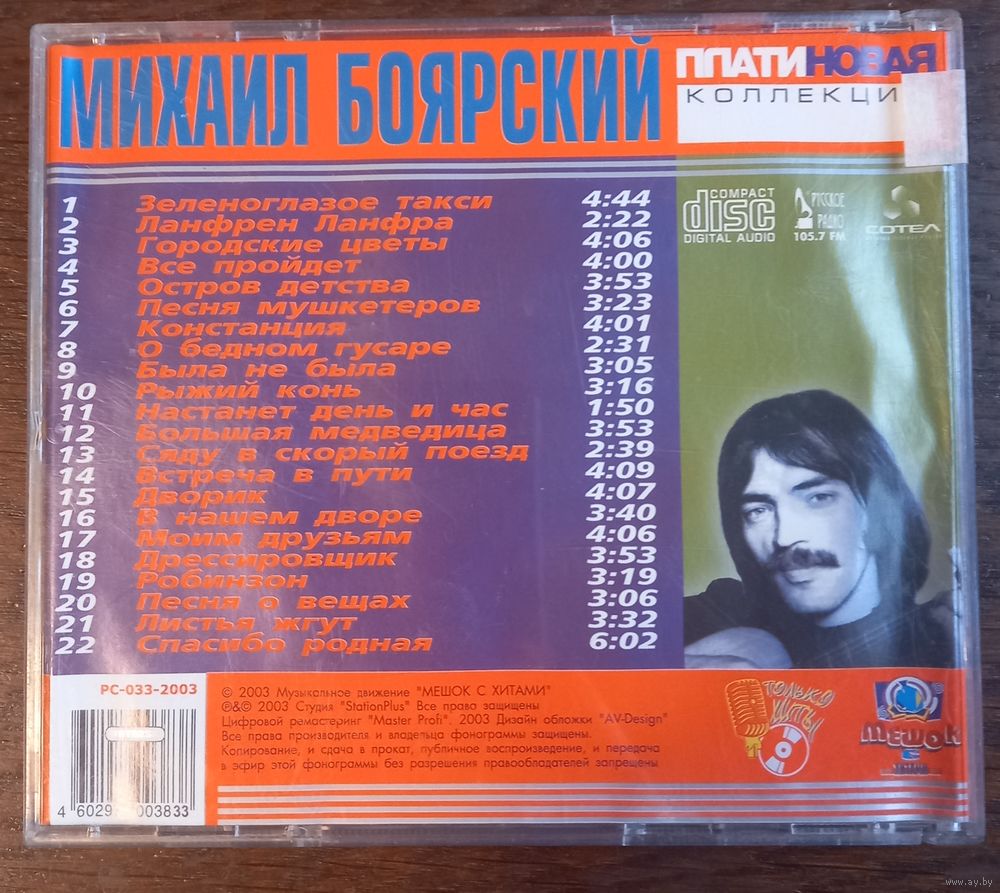 МИХАИЛ БОЯРСКИЙ
ПЛАТИНОВАЯ
КОЛЛЕКЦИ
1 Зеленоглазое такси 4:44
2 Ланфрен Ланфра 2:22
3 Городские цветы 4:06
4 Все пройдет 4:00
5 Остров детства 3:53
6 Песня мушкетеров 3:23
7 Констанция 4:01
8 О бедном гусаре 2:31
9 Была не была 3:05
10 Рыжий конь 3:16
11 Настанет день и час 1:50
12 Большая медведица 3:53
13 Сяду в скорый поезд 2:39
14 Встреча в пути 4:09
15 Дворик 4:07
16 В нашем дворе 3:40
17 Моим друзьям 4:06
18 Дрессировщик 3:53
19 Робинзон 3:19
20 Песня о вещах 3:06
21 Листья жгут 3:32
22 Спасибо родная 6:02
COMPACT
disc
DIGITAL AUDIO
РУССКОЕ
РАДИО
105.7 FM
СОТЕЛ
PC-033-2003
4 6029 003833
© 2003 Музыкальное движение "МЕШОК С ХИТАМИ"
℗&© 2003 Студия "StationPlus" Все права защищены
Цифровой ремастеринг "Master Profi". 2003 Дизайн обложки "AV-Design"
Все права производителя и владельца фонограммы защищены.
Копирование, и сдача в прокат, публичное воспроизведение, и передача
в эфир этой фонограммы без разрешения правообладателей запрещены
ТОЛЬКО
ХИТЫ
МЕШОК
С
www.ay.by